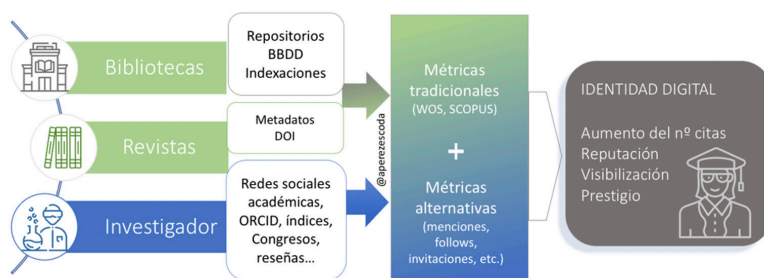 Bibliotecas
Repositorios
BBDD
Indexaciones
Revistas
Metadatos
DOI
Investigador
Redes sociales
académicas,
ORCID, índices,
Congresos,
reseñas...
@aperezescoda
Métricas
tradicionales
(WOS, SCOPUS)
+
Métricas
alternativas
(menciones,
follows,
invitaciones, etc.)
IDENTIDAD DIGITAL
Aumento del nº citas
Reputación
Visibilización
Prestigio